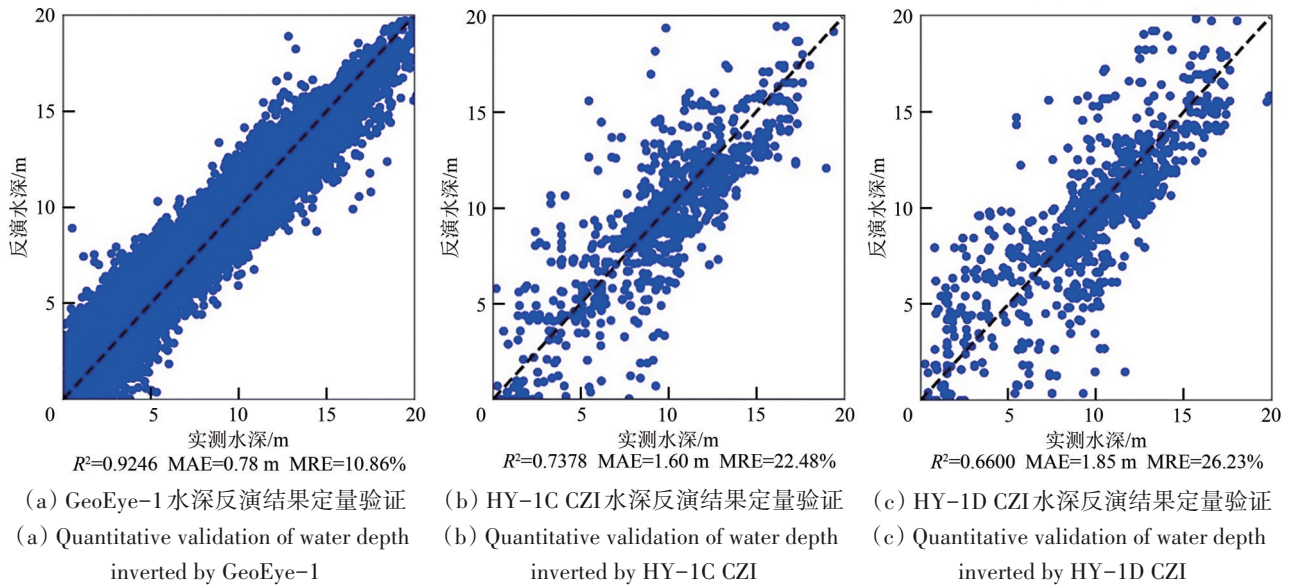 20
15
10
5
0
5
10
15
20
反演水深/m
实测水深/m
R²=0.9246 MAE=0.78 m MRE=10.86%
(a) GeoEye-1水深反演结果定量验证
(a) Quantitative validation of water depth
inverted by GeoEye-1
20
15
10
5
0
5
10
15
20
反演水深/m
实测水深/m
R²=0.7378 MAE=1.60 m MRE=22.48%
(b) HY-1C CZI水深反演结果定量验证
(b) Quantitative validation of water depth
inverted by HY-1C CZI
20
15
10
5
0
5
10
15
20
反演水深/m
实测水深/m
R²=0.6600 MAE=1.85 m MRE=26.23%
(c) HY-1D CZI水深反演结果定量验证
(c) Quantitative validation of water depth
inverted by HY-1D CZI